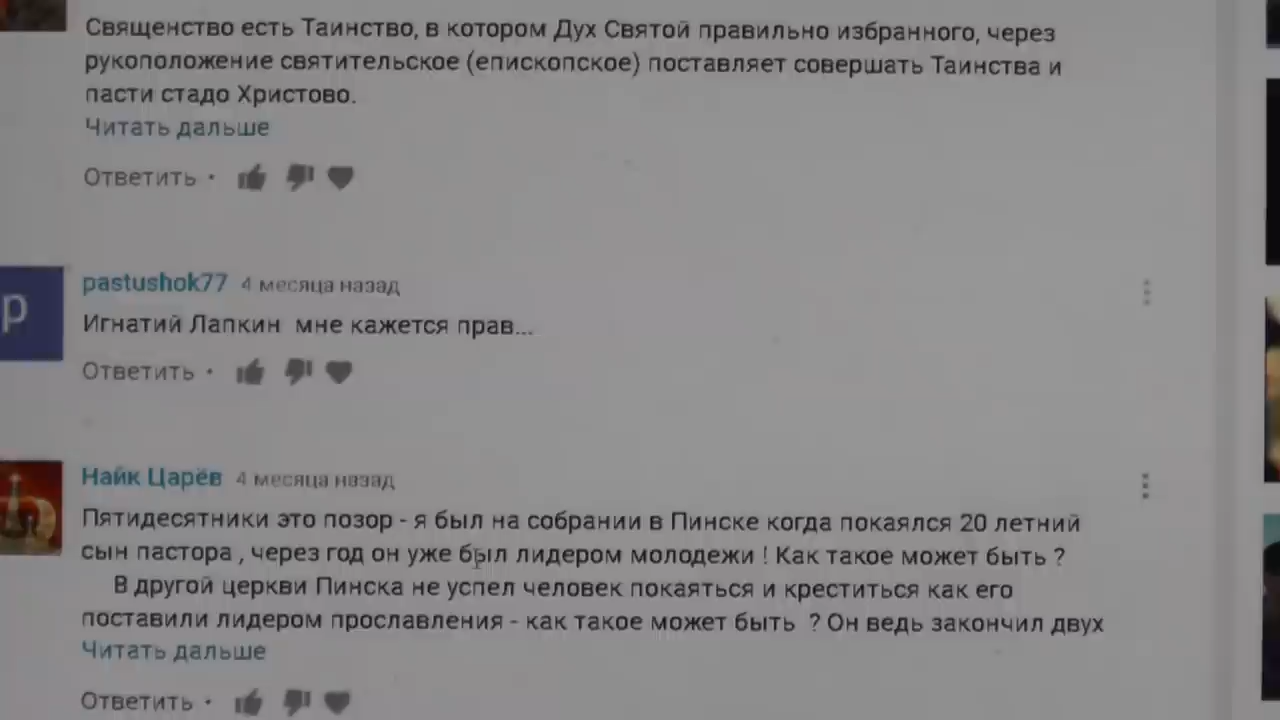 Священство есть Таинство, в котором Дух Святой правильно избранного, через
рукоположение святительское (епископское) поставляет совершать Таинства и
пасти стадо Христово.
Читать дальше
Ответить •
p
pastushok77 4 месяца назад
Игнатий Лапкин мне кажется прав...
Ответить •
Найк Царёв 4 месяца назад
Пятидесятники это позор - я был на собрании в Пинске когда покаялся 20 летний
сын пастора , через год он уже был лидером молодежи ! Как такое может быть ?
В другой церкви Пинска не успел человек покаяться и креститься как его
поставили лидером прославления - как такое может быть ? Он ведь закончил двух
Читать дальше
Ответить •